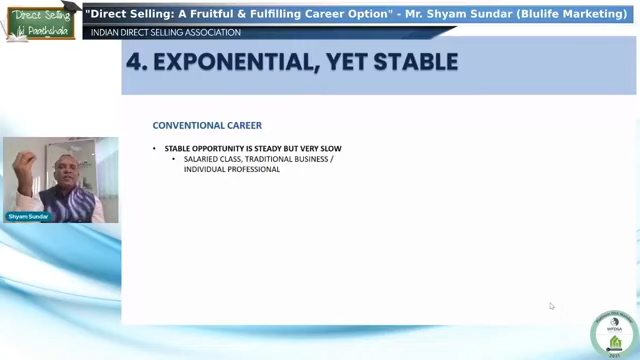 "Direct Selling: A Fruitful & Fulfilling Career Option" - Mr. Shyam Sundar (Blulife Marketing)
Direct Selling
ki Paathshala
INDIAN DIRECT SELLING ASSOCIATION
4. EXPONENTIAL, YET STABLE
CONVENTIONAL CAREER
• STABLE OPPORTUNITY IS STEADY BUT VERY SLOW
• SALARIED CLASS, TRADITIONAL BUSINESS /
INDIVIDUAL PROFESSIONAL
Shyam Sundar